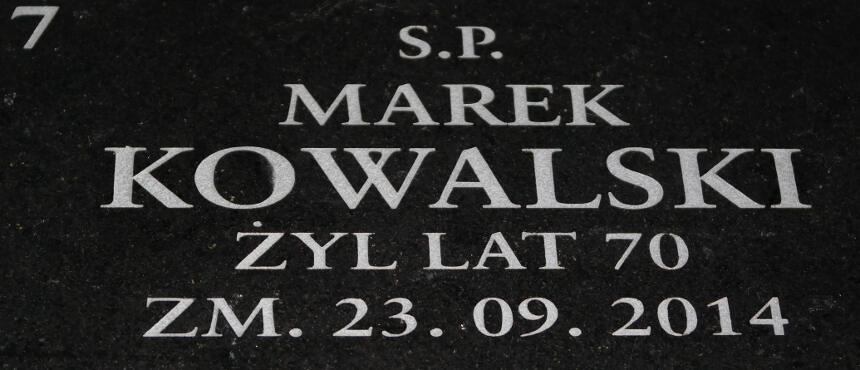 7
S.P.
MAREK
KOWALSKI
ŻYL LAT 70
ZM. 23. 09. 2014